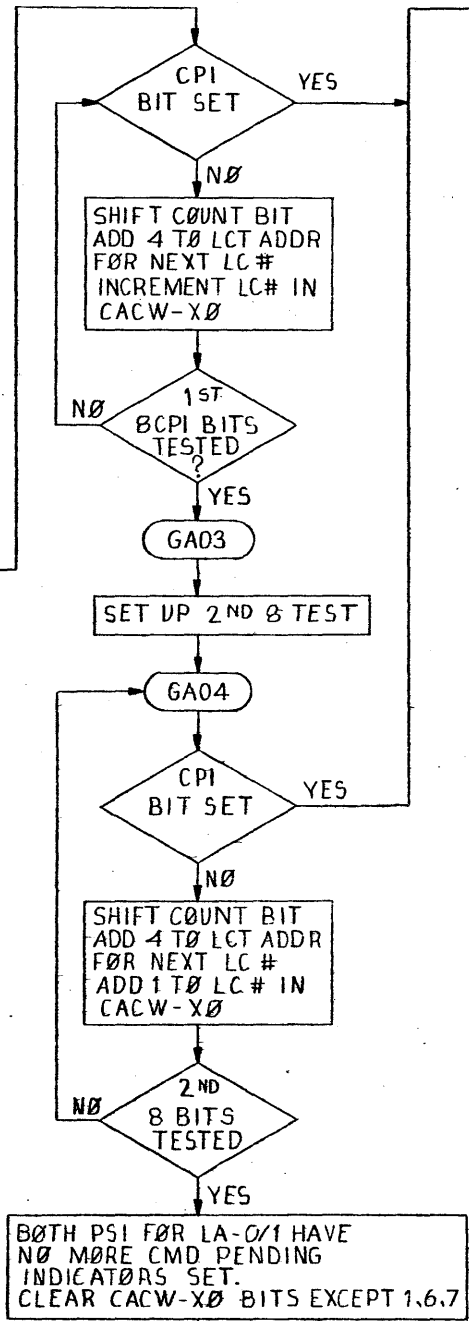 CPI
BIT SET
YES
NØ
SHIFT CØUNT BIT
ADD 4 TØ LCT ADDR
FØR NEXT LC#
INCREMENT LC# IN
CACW-XØ
NØ
1ST
8CPI BITS
TESTED
?
YES
GA03
SET UP 2ND 8 TEST
GA04
CPI
BIT SET
YES
NØ
SHIFT CØUNT BIT
ADD 4 TØ LCT ADDR
FØR NEXT LC #
ADD 1 TØ LC # IN
CACW-XØ
NØ
2ND
8 BITS
TESTED
YES
BØTH PSI FØR LA-0/1 HAVE
NØ MØRE CMD PENDING
INDICATØRS SET.
CLEAR CACW-XØ BITS EXCEPT 1,6,7